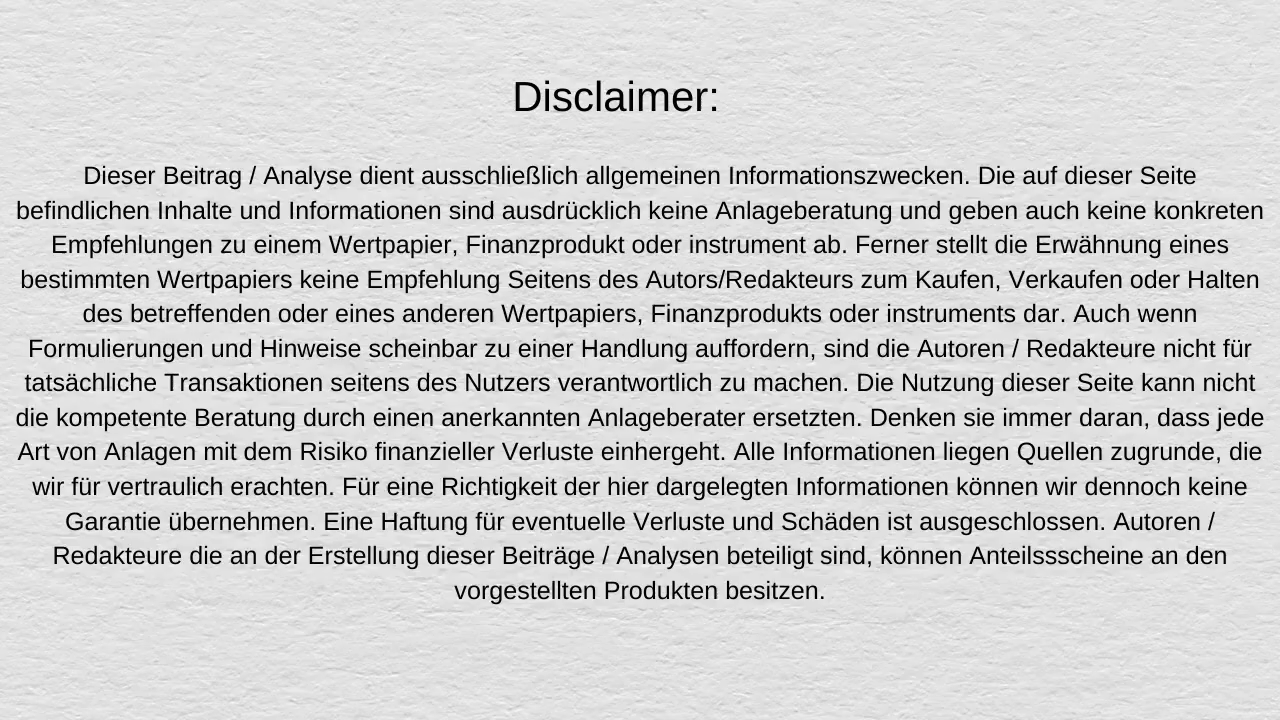 Disclaimer:
Dieser Beitrag / Analyse dient ausschließlich allgemeinen Informationszwecken. Die auf dieser Seite
befindlichen Inhalte und Informationen sind ausdrücklich keine Anlageberatung und geben auch keine konkreten
Empfehlungen zu einem Wertpapier, Finanzprodukt oder instrument ab. Ferner stellt die Erwähnung eines
bestimmten Wertpapiers keine Empfehlung Seitens des Autors/Redakteurs zum Kaufen, Verkaufen oder Halten
des betreffenden oder eines anderen Wertpapiers, Finanzprodukts oder instruments dar. Auch wenn
Formulierungen und Hinweise scheinbar zu einer Handlung auffordern, sind die Autoren / Redakteure nicht für
tatsächliche Transaktionen seitens des Nutzers verantwortlich zu machen. Die Nutzung dieser Seite kann nicht
die kompetente Beratung durch einen anerkannten Anlageberater ersetzten. Denken sie immer daran, dass jede
Art von Anlagen mit dem Risiko finanzieller Verluste einhergeht. Alle Informationen liegen Quellen zugrunde, die
wir für vertraulich erachten. Für eine Richtigkeit der hier dargelegten Informationen können wir dennoch keine
Garantie übernehmen. Eine Haftung für eventuelle Verluste und Schäden ist ausgeschlossen. Autoren /
Redakteure die an der Erstellung dieser Beiträge / Analysen beteiligt sind, können Anteilssscheine an den
vorgestellten Produkten besitzen.